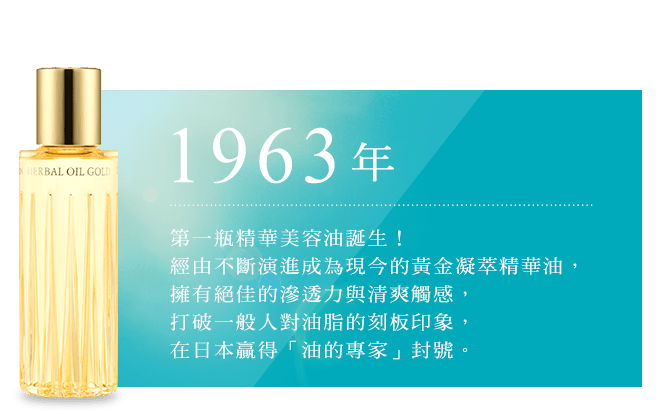 HERBAL OIL GOLD
1963年
第一瓶精華美容油誕生！
經由不斷演進成為現今的黃金凝萃精華油，
擁有絕佳的滲透力與清爽觸感，
打破一般人對油脂的刻板印象，
在日本贏得「油的專家」封號。